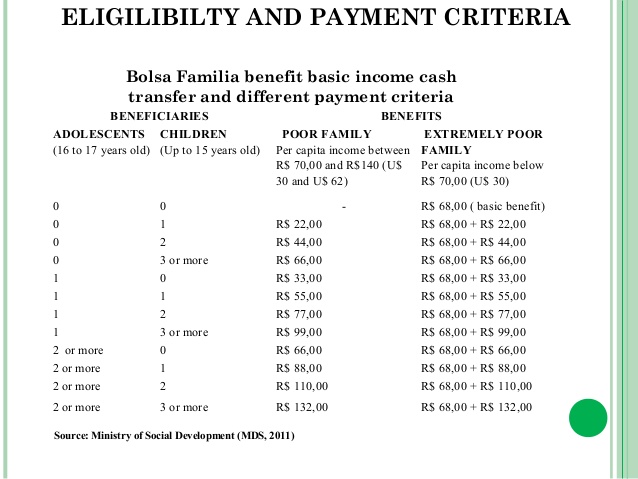 ELIGILIBILTY AND PAYMENT CRITERIA
Bolsa Familia benefit basic income cash
transfer and different payment criteria
BENEFICIARIES BENEFITS
ADOLESCENTS CHILDREN POOR FAMILY EXTREMELY POOR
(16 to 17 years old) (Up to 15 years old) Per capita income between FAMILY
R$ 70,00 and R$140 (U$ Per capita income below
30 and U$ 62) R$ 70,00 (U$ 30)
0 0 - R$ 68,00 ( basic benefit)
0 1 R$ 22,00 R$ 68,00 + R$ 22,00
0 2 R$ 44,00 R$ 68,00 + R$ 44,00
0 3 or more R$ 66,00 R$ 68,00 + R$ 66,00
1 0 R$ 33,00 R$ 68,00 + R$ 33,00
1 1 R$ 55,00 R$ 68,00 + R$ 55,00
1 2 R$ 77,00 R$ 68,00 + R$ 77,00
1 3 or more R$ 99,00 R$ 68,00 + R$ 99,00
2 or more 0 R$ 66,00 R$ 68,00 + R$ 66,00
2 or more 1 R$ 88,00 R$ 68,00 + R$ 88,00
2 or more 2 R$ 110,00 R$ 68,00 + R$ 110,00
2 or more 3 or more R$ 132,00 R$ 68,00 + R$ 132,00
Source: Ministry of Social Development (MDS, 2011)